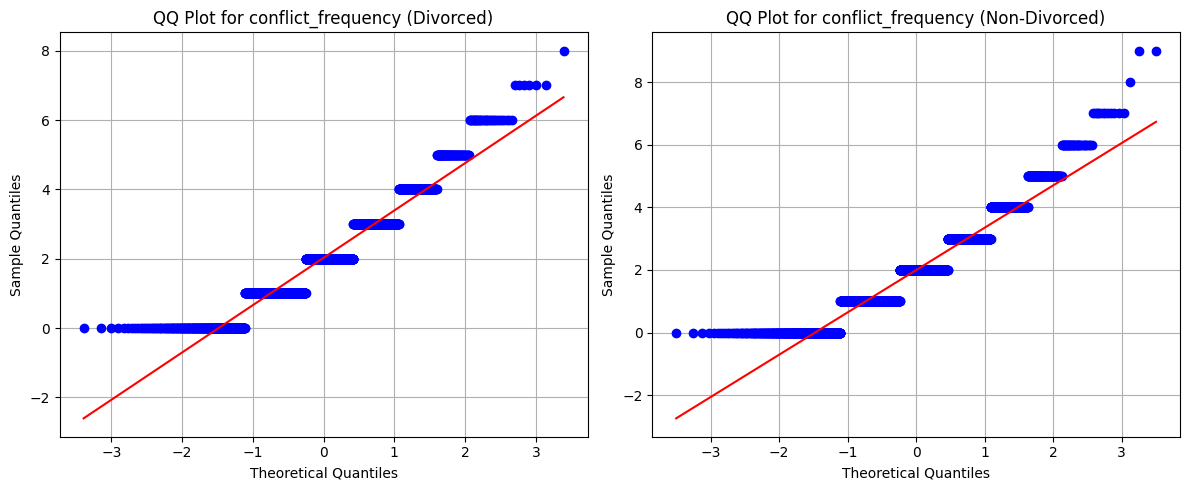 QQ Plot for conflict_frequency (Divorced)
8
6
4
2
0
−2
Sample Quantiles
−3 −2 −1 0 1 2 3
Theoretical Quantiles
QQ Plot for conflict_frequency (Non-Divorced)
8
6
4
2
0
−2
Sample Quantiles
−3 −2 −1 0 1 2 3
Theoretical Quantiles